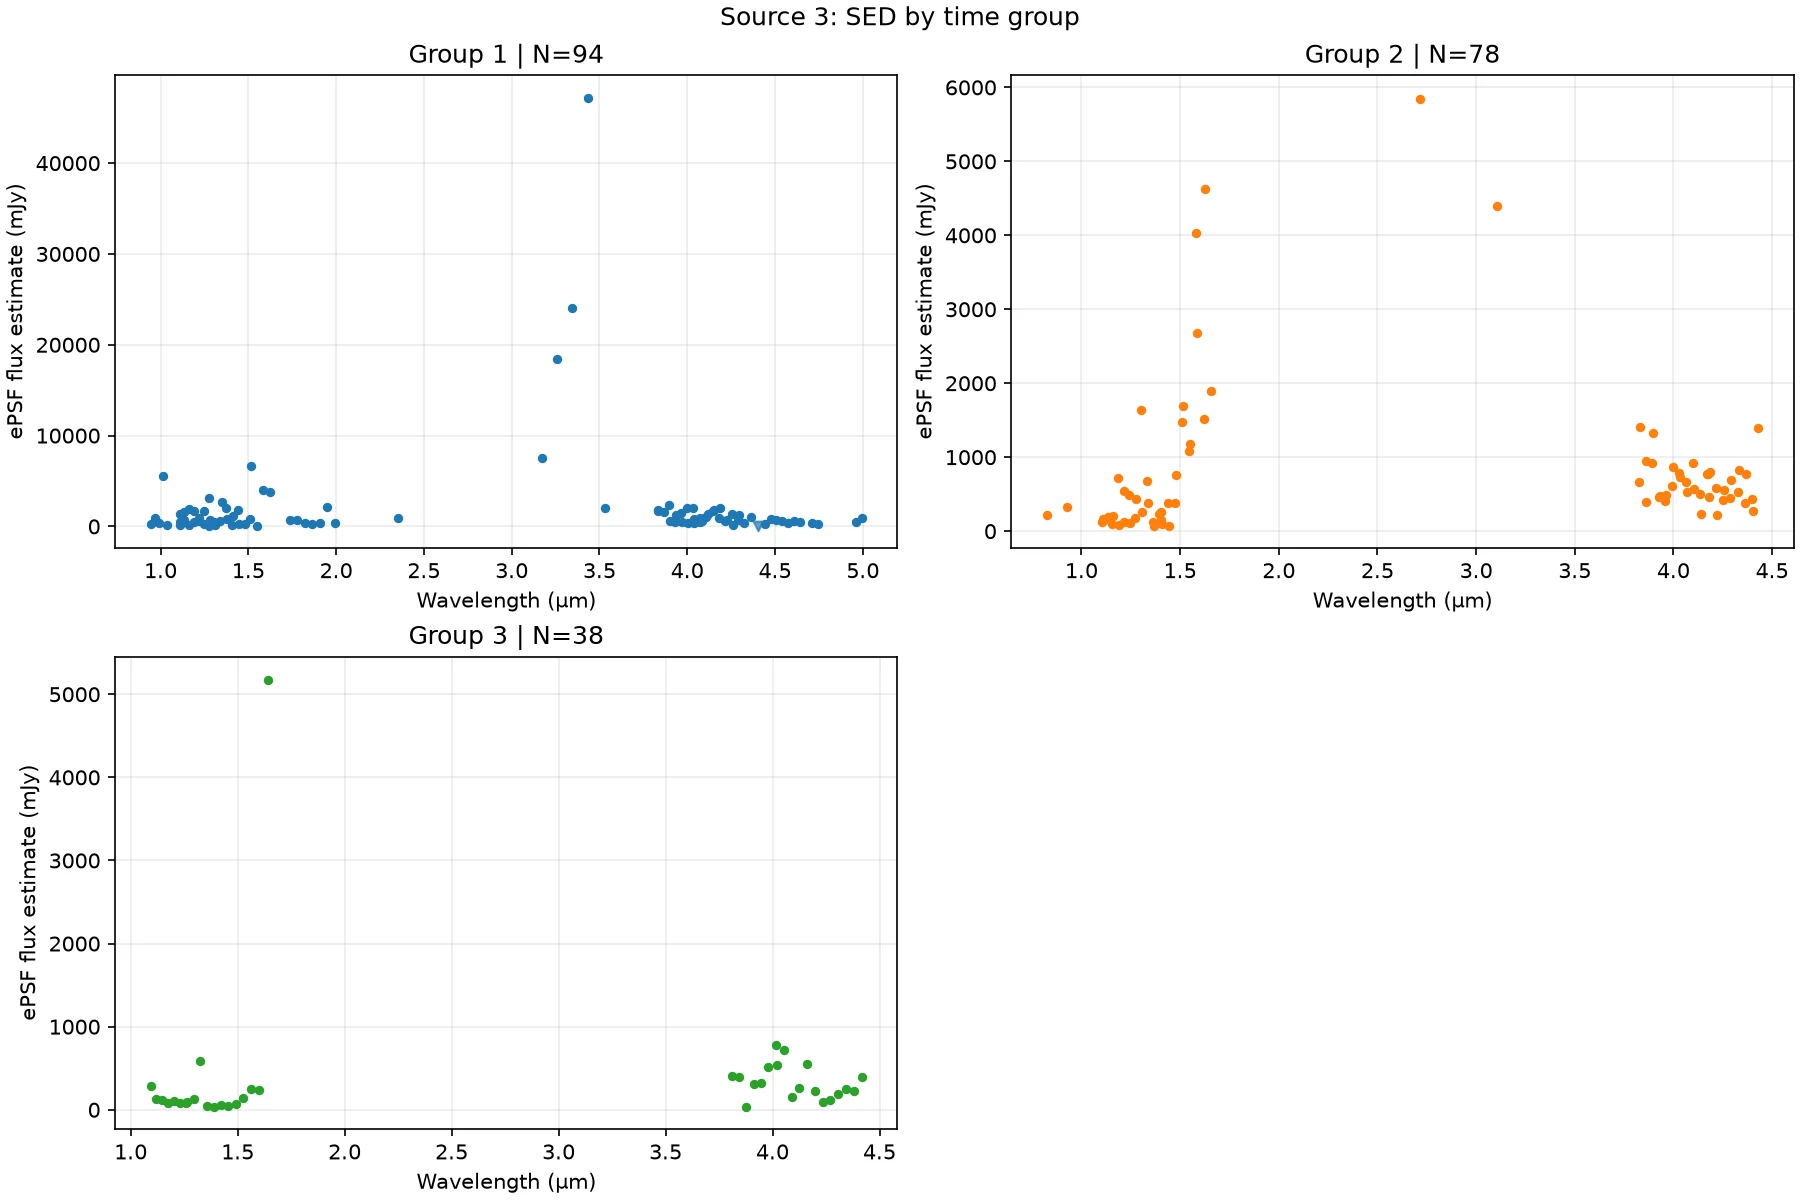 Source 3: SED by time group
Group 1 | N=94
ePSF flux estimate (mJy)
40000
30000
20000
10000
0
1.0 1.5 2.0 2.5 3.0 3.5 4.0 4.5 5.0
Wavelength (μm)
Group 2 | N=78
ePSF flux estimate (mJy)
6000
5000
4000
3000
2000
1000
0
1.0 1.5 2.0 2.5 3.0 3.5 4.0 4.5
Wavelength (μm)
Group 3 | N=38
ePSF flux estimate (mJy)
5000
4000
3000
2000
1000
0
1.0 1.5 2.0 2.5 3.0 3.5 4.0 4.5
Wavelength (μm)